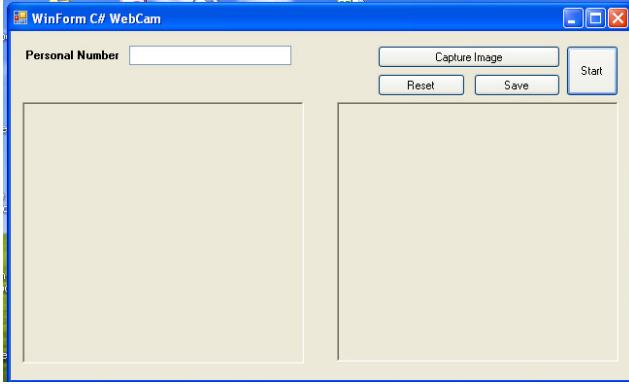 WinForm C# WebCam
Personal Number
Capture Image
Start
Reset
Save